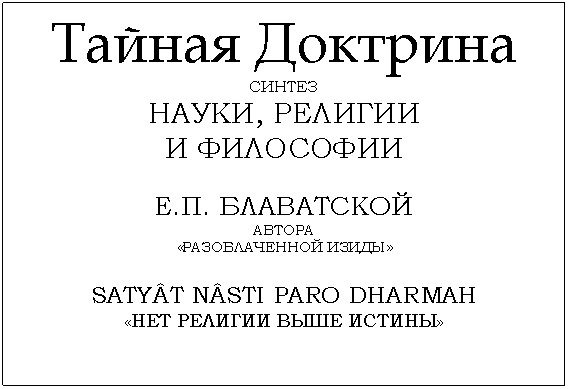 Тайная Доктрина
СИНТЕЗ
НАУКИ, РЕЛИГИИ
И ФИЛОСОФИИ
Е.П. БЛАВАТСКОЙ
АВТОРА
«РАЗОБЛАЧЕННОЙ ИЗИДЫ»
SATYÂT NÂSTI PARO DHARMAH
«НЕТ РЕЛИГИИ ВЫШЕ ИСТИНЫ»